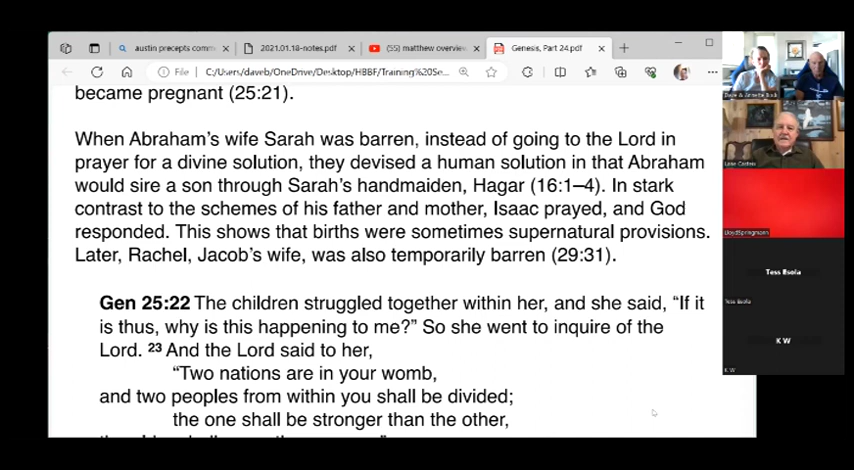 austin precepts comm
2021.01.18-notes.pdf
(55) matthew overvie
Genesis, Part 24.pdf
File
C:/Users/daveb/OneDrive/Desktop/HBBF/Training%20Se...
became pregnant (25:21).
When Abraham's wife Sarah was barren, instead of going to the Lord in
prayer for a divine solution, they devised a human solution in that Abraham
would sire a son through Sarah's handmaiden, Hagar (16:1–4). In stark
contrast to the schemes of his father and mother, Isaac prayed, and God
responded. This shows that births were sometimes supernatural provisions.
Later, Rachel, Jacob's wife, was also temporarily barren (29:31).
Gen 25:22 The children struggled together within her, and she said, "If it
is thus, why is this happening to me?" So she went to inquire of the
Lord. 23 And the Lord said to her,
"Two nations are in your womb,
and two peoples from within you shall be divided;
the one shall be stronger than the other,
Dave & Annette
LloydSpringmann
Tess Esola
Tess Esola
K W
K W